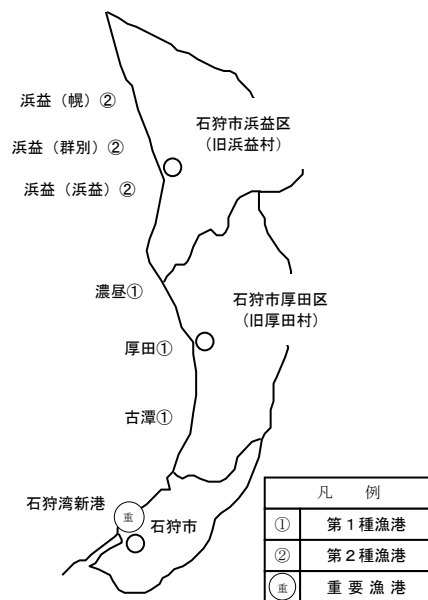 浜益（幌）②
石狩市浜益区
（旧浜益村）
浜益（群別）②
浜益（浜益）②
濃昼①
石狩市厚田区
（旧厚田村）
厚田①
古潭①
石狩湾新港
重
石狩市
凡　例
① 第１種漁港
② 第２種漁港
重 重要漁港